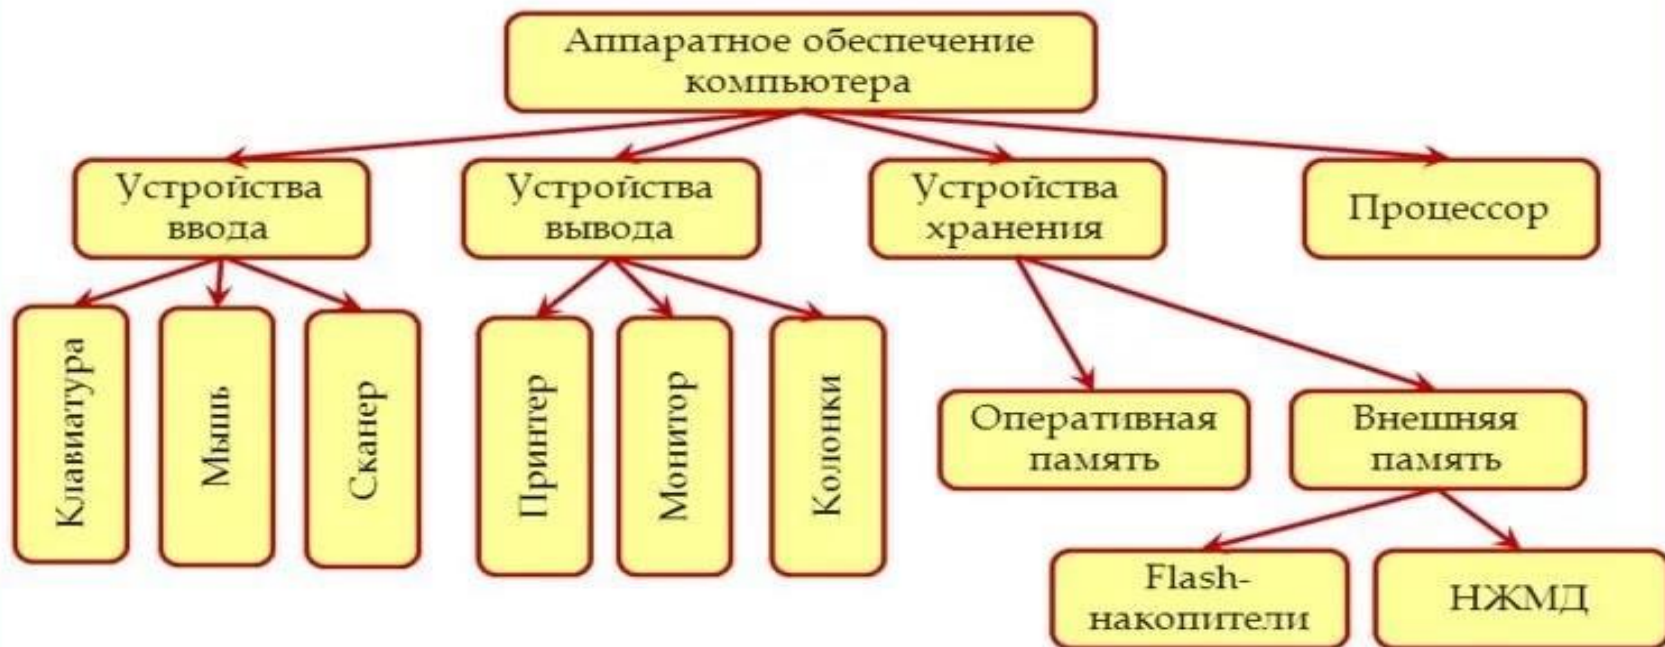 Аппаратное обеспечение
компьютера
Устройства
ввода
Устройства
вывода
Устройства
хранения
Процессор
Клавиатура
Мышь
Сканер
Принтер
Монитор
Колонки
Оперативная
память
Внешняя
память
Flash-
накопители
НЖМД